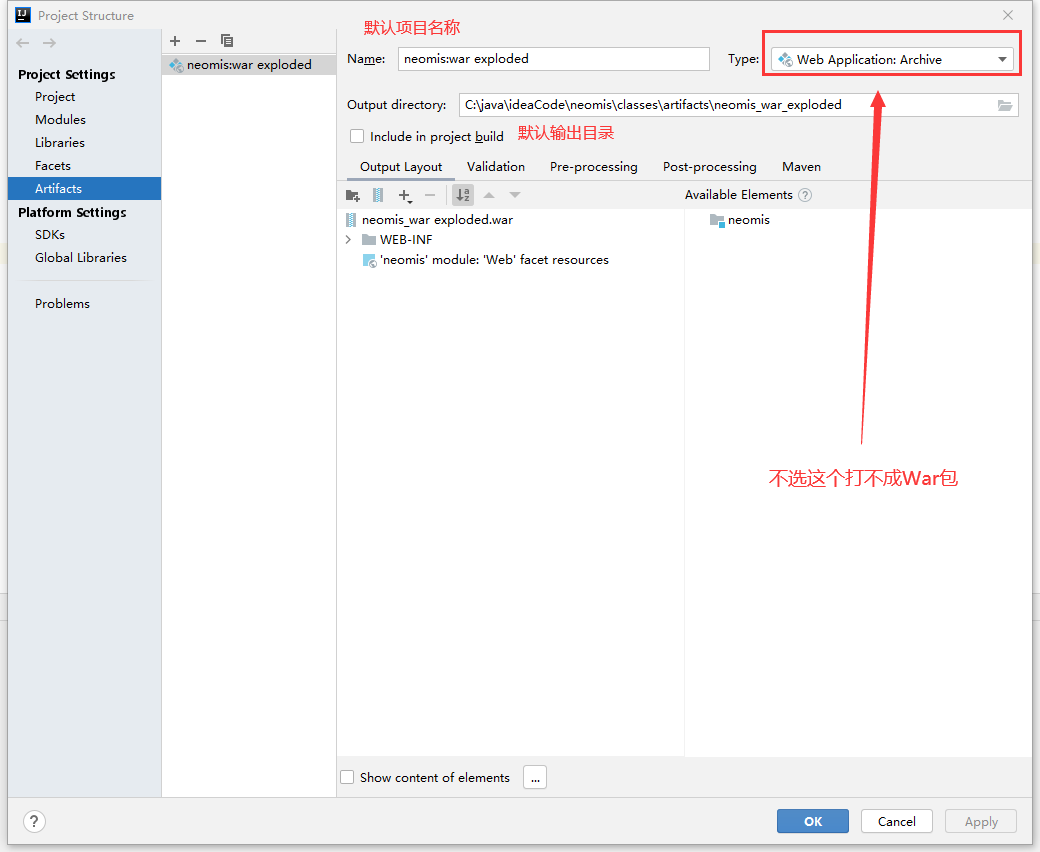 Project Structure
默认项目名称
Name:
neomis:war exploded
Type:
Web Application: Archive
neomis:war exploded
Project Settings
Project
Modules
Libraries
Facets
Artifacts
Platform Settings
SDKs
Global Libraries
Problems
Output directory:
C:\java\ideaCode\neomis\classes\artifacts\neomis_war_exploded
Include in project build
默认输出目录
Output Layout
Validation
Pre-processing
Post-processing
Maven
Available Elements ?
neomis_war exploded.war
WEB-INF
'neomis' module: 'Web' facet resources
neomis
不选这个打不成War包
Show content of elements
...
?
OK
Cancel
Apply